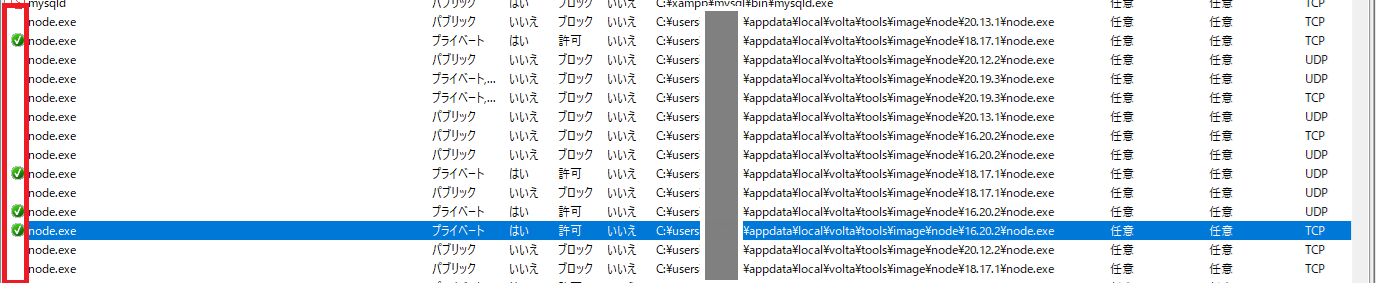 mysqld パブリック はい ブロック いいえ C:¥xampp¥mysql¥bin¥mysqld.exe 任意 任意 TCP
node.exe パブリック いいえ ブロック いいえ C:¥users ¥appdata¥local¥volta¥tools¥image¥node¥20.13.1¥node.exe 任意 任意 TCP
node.exe プライベート はい 許可 いいえ C:¥users ¥appdata¥local¥volta¥tools¥image¥node¥18.17.1¥node.exe 任意 任意 TCP
node.exe パブリック いいえ ブロック いいえ C:¥users ¥appdata¥local¥volta¥tools¥image¥node¥20.12.2¥node.exe 任意 任意 UDP
node.exe プライベート,... いいえ ブロック いいえ C:¥users ¥appdata¥local¥volta¥tools¥image¥node¥20.19.3¥node.exe 任意 任意 UDP
node.exe プライベート,... いいえ ブロック いいえ C:¥users ¥appdata¥local¥volta¥tools¥image¥node¥20.19.3¥node.exe 任意 任意 TCP
node.exe パブリック いいえ ブロック いいえ C:¥users ¥appdata¥local¥volta¥tools¥image¥node¥20.13.1¥node.exe 任意 任意 UDP
node.exe パブリック いいえ ブロック いいえ C:¥users ¥appdata¥local¥volta¥tools¥image¥node¥16.20.2¥node.exe 任意 任意 TCP
node.exe パブリック いいえ ブロック いいえ C:¥users ¥appdata¥local¥volta¥tools¥image¥node¥16.20.2¥node.exe 任意 任意 UDP
node.exe プライベート はい 許可 いいえ C:¥users ¥appdata¥local¥volta¥tools¥image¥node¥18.17.1¥node.exe 任意 任意 UDP
node.exe パブリック いいえ ブロック いいえ C:¥users ¥appdata¥local¥volta¥tools¥image¥node¥18.17.1¥node.exe 任意 任意 UDP
node.exe プライベート はい 許可 いいえ C:¥users ¥appdata¥local¥volta¥tools¥image¥node¥16.20.2¥node.exe 任意 任意 UDP
node.exe プライベート はい 許可 いいえ C:¥users ¥appdata¥local¥volta¥tools¥image¥node¥16.20.2¥node.exe 任意 任意 TCP
node.exe パブリック いいえ ブロック いいえ C:¥users ¥appdata¥local¥volta¥tools¥image¥node¥20.12.2¥node.exe 任意 任意 TCP
node.exe パブリック いいえ ブロック いいえ C:¥users ¥appdata¥local¥volta¥tools¥image¥node¥18.17.1¥node.exe 任意 任意 TCP